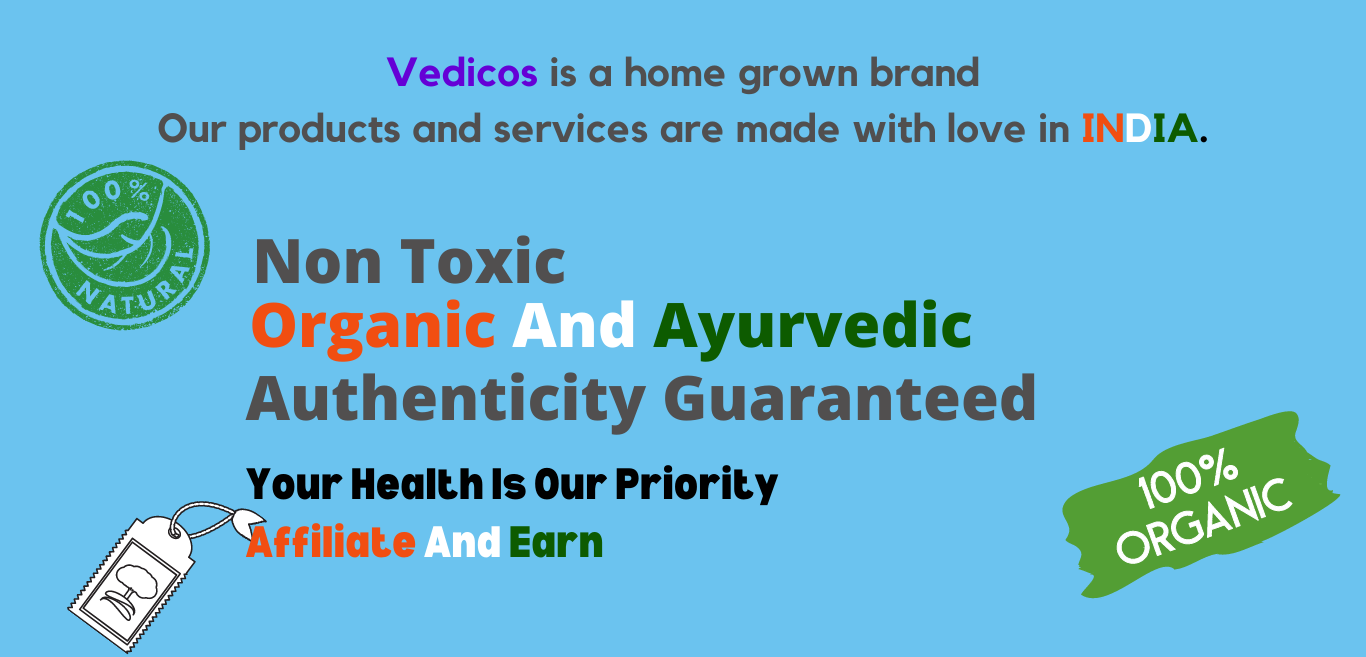 Vedicos is a home grown brand
Our products and services are made with love in INDIA.
100%
NATURAL
Non Toxic
Organic And Ayurvedic
Authenticity Guaranteed
Your Health Is Our Priority
Affiliate And Earn
100%
ORGANIC